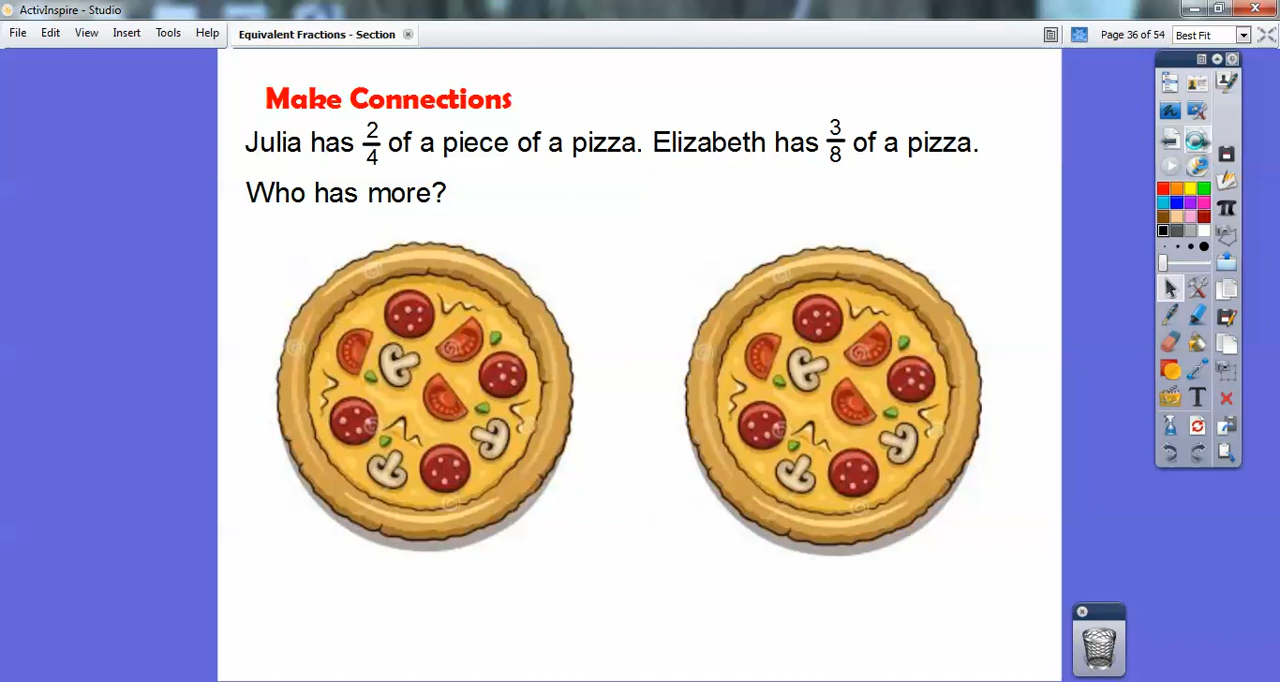 ActivInspire - Studio
File Edit View Insert Tools Help
Equivalent Fractions - Section
Page 36 of 54
Best Fit
Make Connections
Julia has 2/4 of a piece of a pizza. Elizabeth has 3/8 of a pizza.
Who has more?